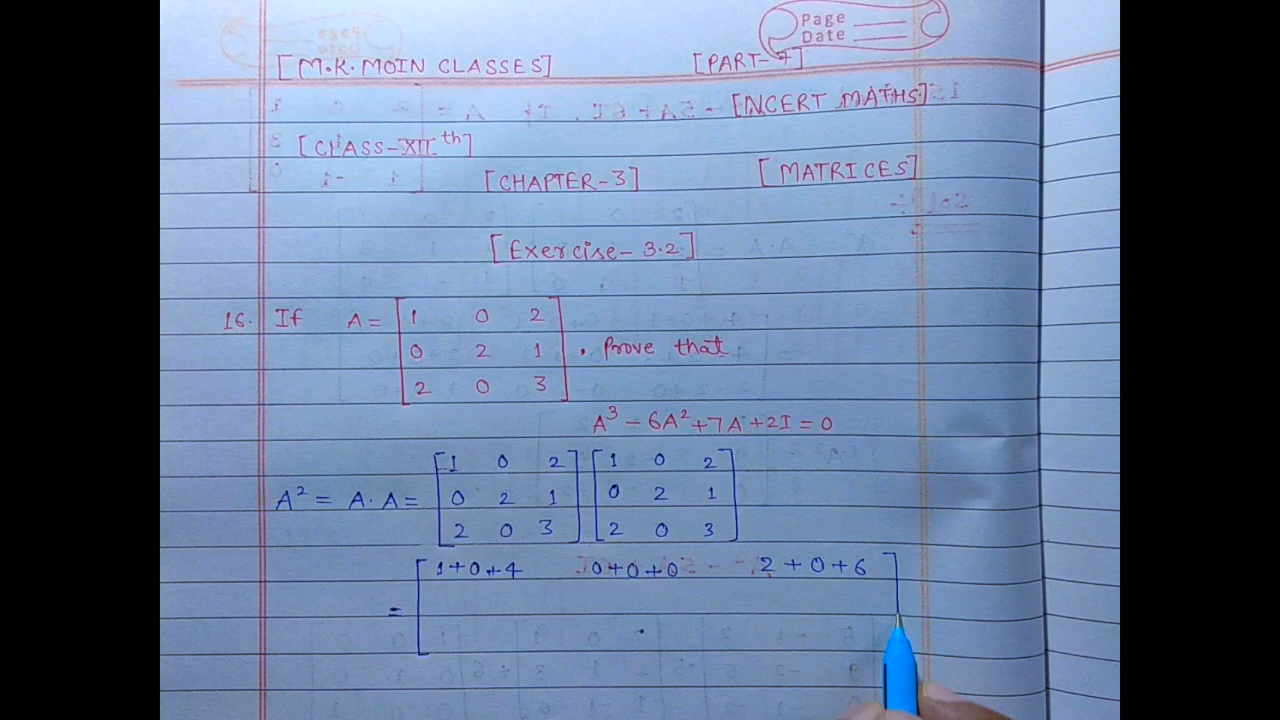 Page
Date
[M.K. MOIN CLASSES] [PART-7]
[NCERT MATHS]
[CLASS-XIIth]
[CHAPTER-3] [MATRICES]
[Exercise-3.2]
16. If A = [1 0 2
0 2 1
2 0 3] . Prove that
A³ - 6A² + 7A + 2I = 0
A² = A. A = [1 0 2
0 2 1
2 0 3] [1 0 2
0 2 1
2 0 3]
= [1+0+4 0+0+0 2+0+6]